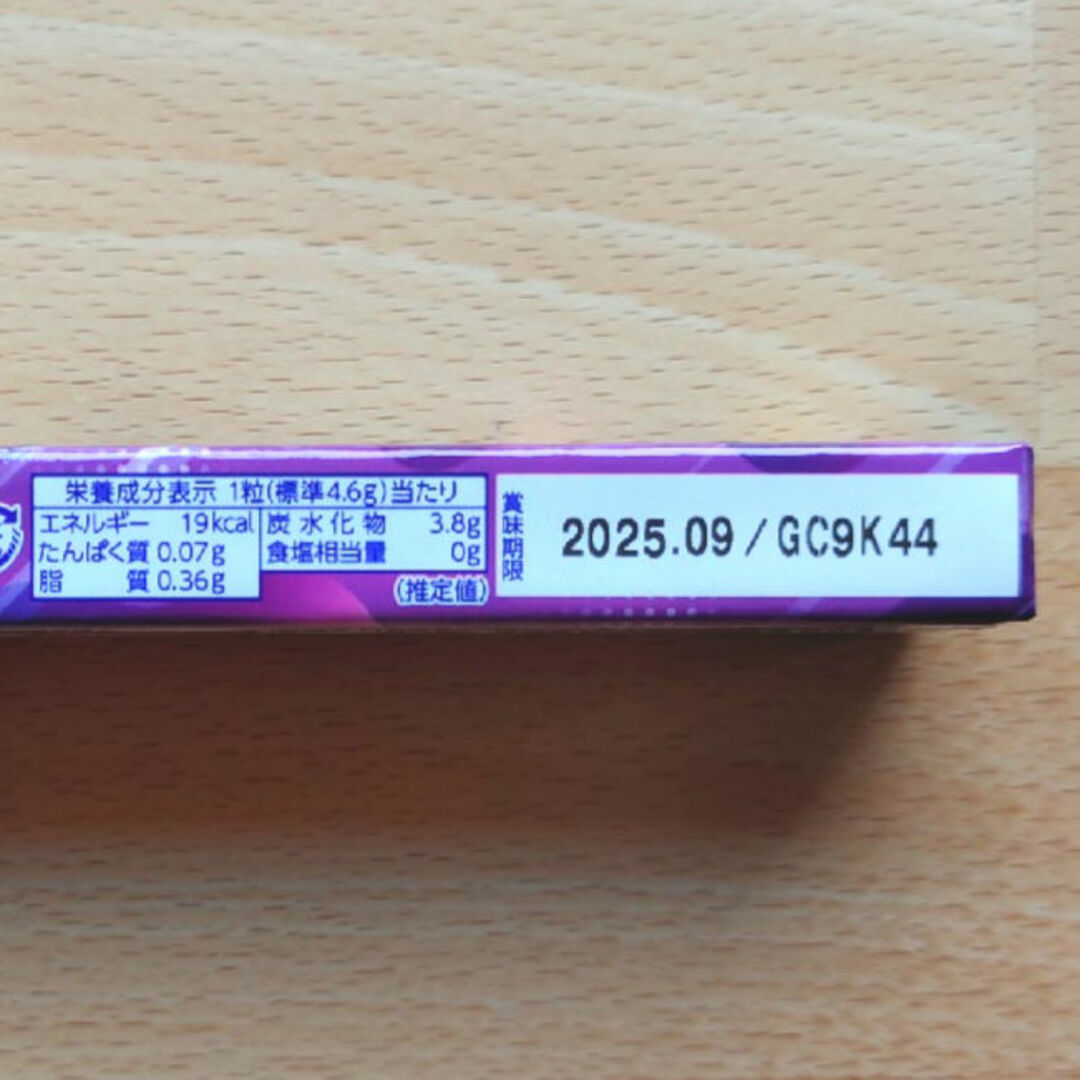 栄養成分表示 1粒(標準4.6g)当たり
エネルギー 19kcal
たんぱく質 0.07g
脂質 0.36g
炭水化物 3.8g
食塩相当量 0g
(推定値)
賞味期限
2025.09/GC9K44